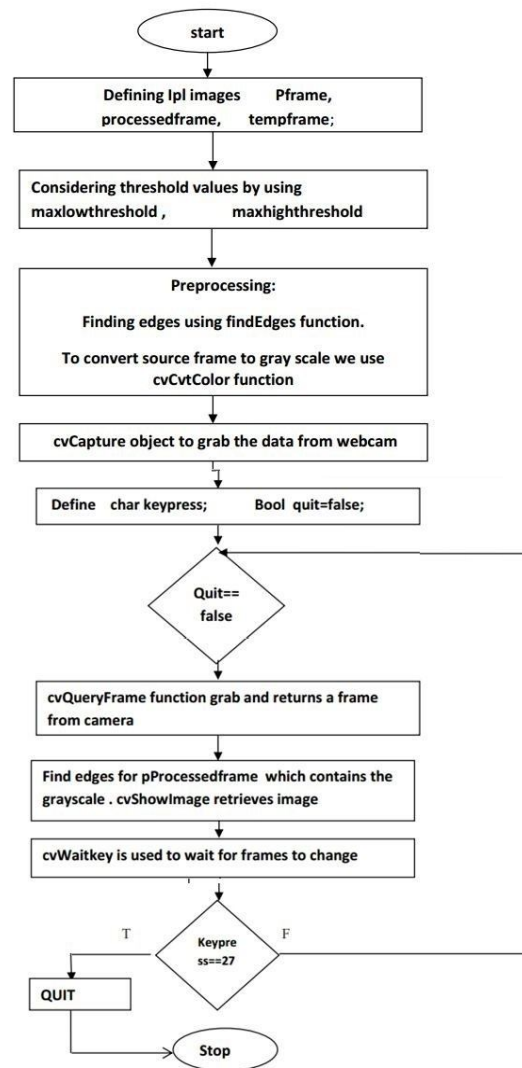 start
Defining Ipl images Pframe,
processedframe, tempframe;
Considering threshold values by using
maxlowthreshold , maxhighthreshold
Preprocessing:
Finding edges using findEdges function.
To convert source frame to gray scale we use
cvCvtColor function
cvCapture object to grab the data from webcam
Define char keypress; Bool quit=false;
Quit==
false
cvQueryFrame function grab and returns a frame
from camera
Find edges for pProcessedframe which contains the
grayscale . cvShowImage retrieves image
cvWaitkey is used to wait for frames to change
T
F
Keypre
ss==27
QUIT
Stop